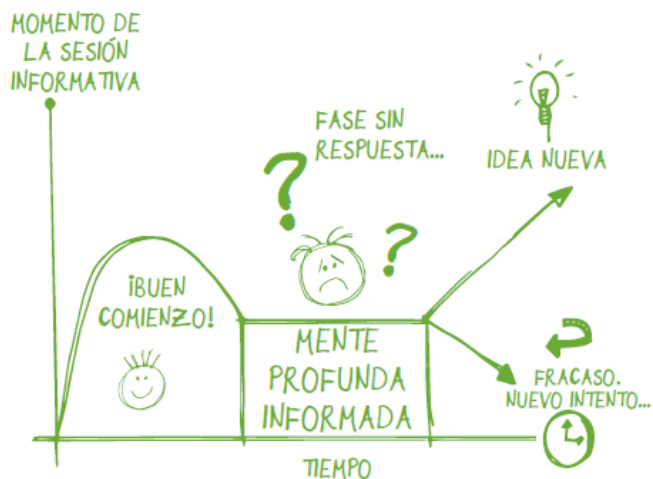 MOMENTO DE
LA SESIÓN
INFORMATIVA
FASE SIN
RESPUESTA...
?
?
IDEA NUEVA
¡BUEN
COMIENZO!
MENTE
PROFUNDA
INFORMADA
FRACASO.
NUEVO INTENTO...
TIEMPO